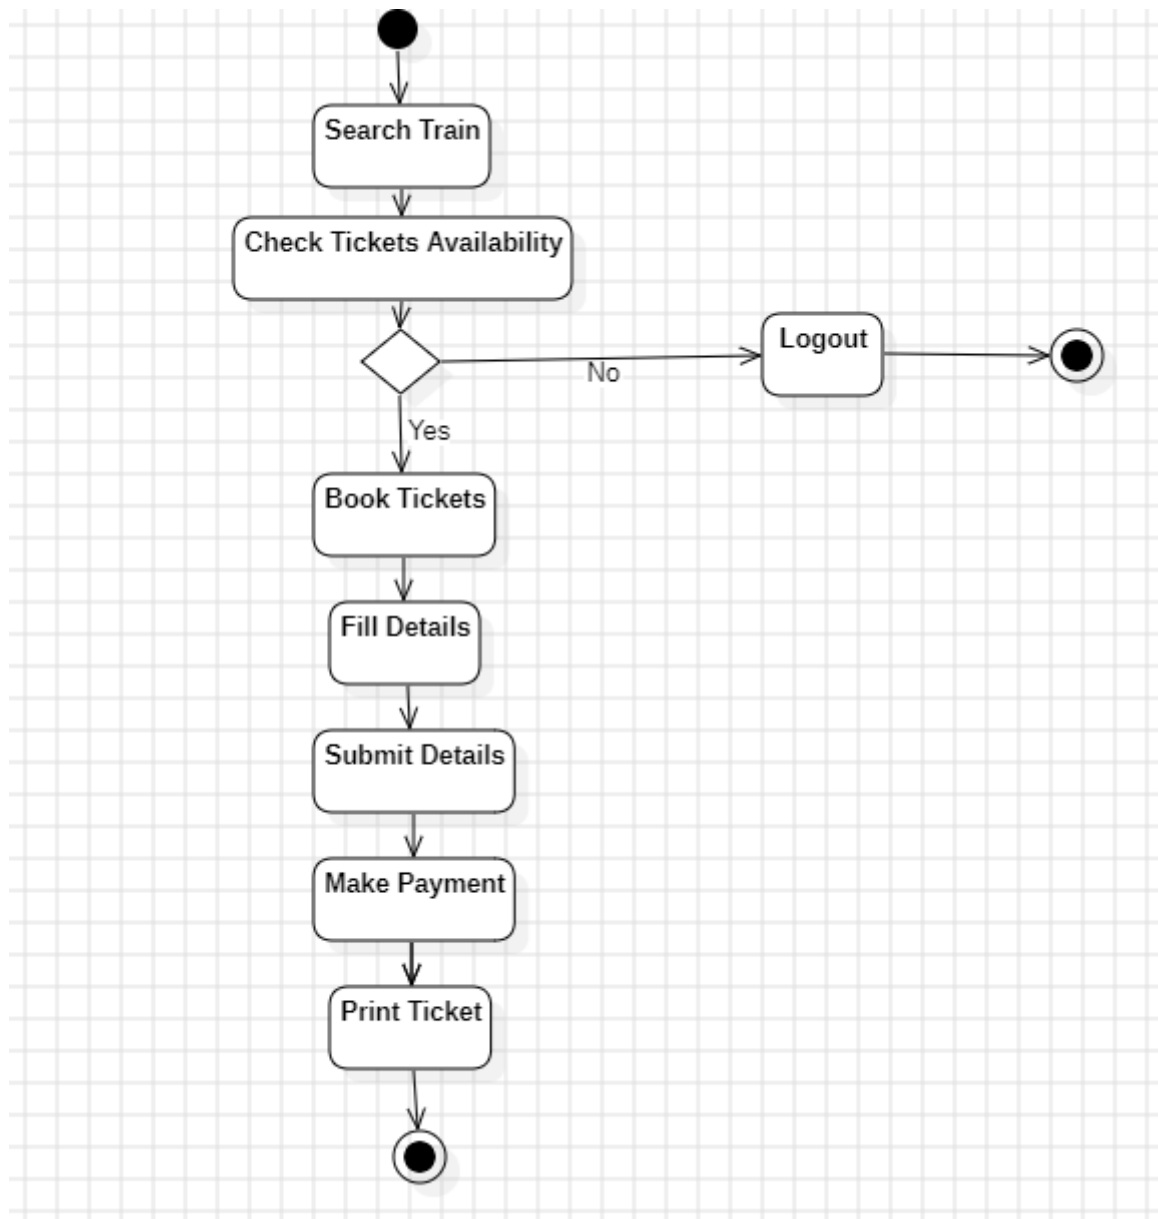 Search Train
Check Tickets Availability
Logout
No
Yes
Book Tickets
Fill Details
Submit Details
Make Payment
Print Ticket